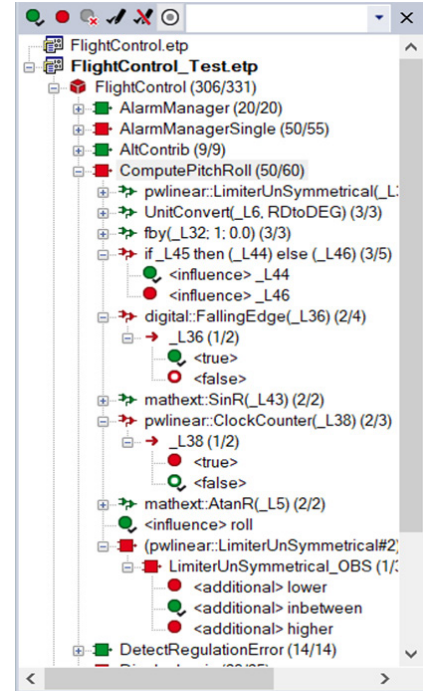 FlightControl.etp
FlightControl_Test.etp
FlightControl (306/331)
AlarmManager (20/20)
AlarmManagerSingle (50/55)
AltContrib (9/9)
ComputePitchRoll (50/60)
pwlinear::LimiterUnSymmetrical(_L
UnitConvert(_L6, RDtoDEG) (3/3)
fby(_L32; 1; 0.0) (3/3)
if _L45 then (_L44) else (_L46) (3/5)
<influence> _L44
<influence> _L46
digital::FallingEdge(_L36) (2/4)
_L36 (1/2)
<true>
<false>
mathext::SinR(_L43) (2/2)
pwlinear::ClockCounter(_L38) (2/3)
_L38 (1/2)
<true>
<false>
mathext::AtanR(_L5) (2/2)
<influence> roll
(pwlinear::LimiterUnSymmetrical#2)
LimiterUnSymmetrical_OBS (1/
<additional> lower
<additional> inbetween
<additional> higher
DetectRegulationError (14/14)